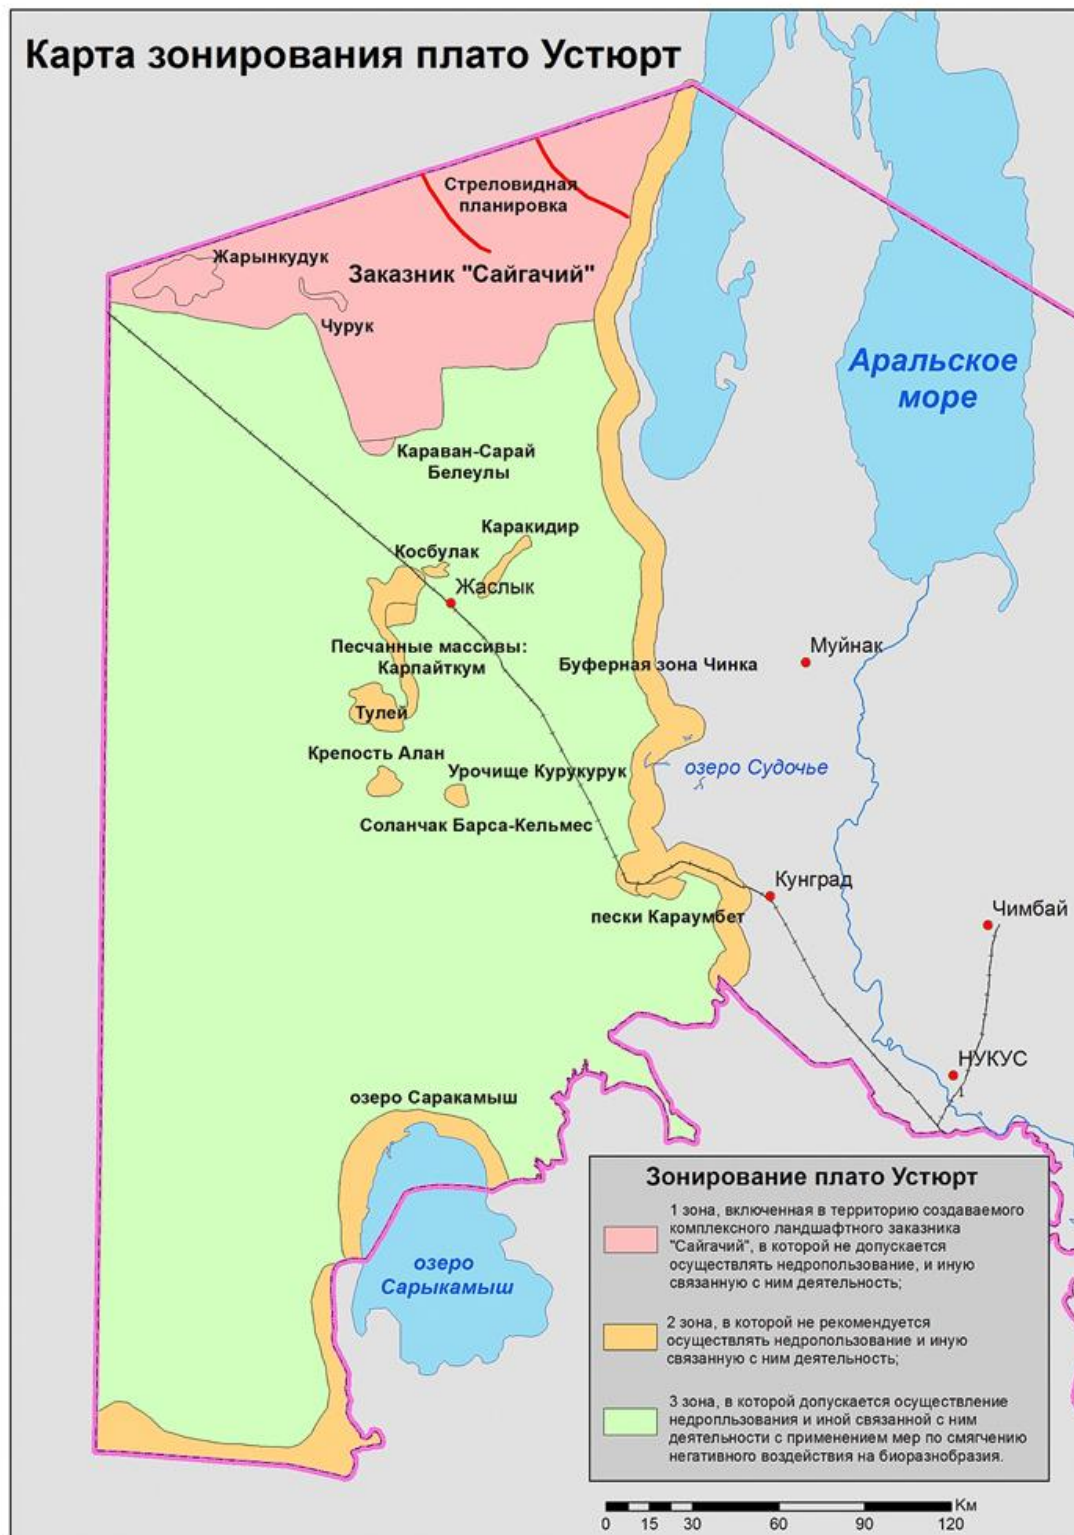 Карта зонирования плато Устюрт
Стреловидная
планировка
Жарынкудук
Заказник "Сайгачий"
Чурук
Аральское
море
Караван-Сарай
Белеулы
Каракидир
Косбулак
Жаслык
Песчанные массивы:
Карпайткум
Буферная зона Чинка
Муйнак
Тулей
Крепость Алан
Урочище Курукурук
озеро Судочье
Соланчак Барса-Кельмес
Кунград
пески Караумбет
Чимбай
НУКУС
озеро Саракамыш
озеро
Сарыкамыш
Зонирование плато Устюрт
1 зона, включенная в территорию создаваемого
комплексного ландшафтного заказника
"Сайгачий", в которой не допускается
осуществлять недропользование, и иную
связанную с ним деятельность;
2 зона, в которой не рекомендуется
осуществлять недропользование и иную
связанную с ним деятельность;
3 зона, в которой допускается осуществление
недропльзования и иной связанной с ним
деятельности с применением мер по смягчению
негативного воздействия на биоразнобразия.
Км
0 15 30 60 90 120